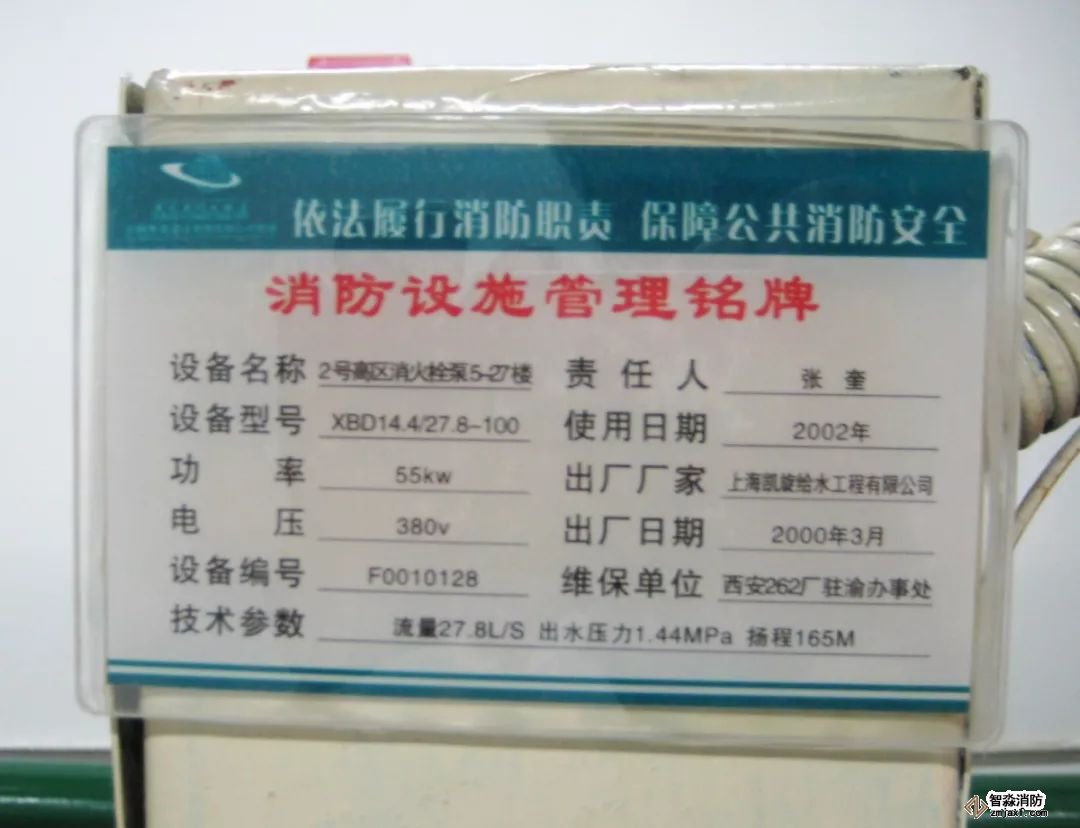 依法履行消防职责 保障公共消防安全
消防设施管理铭牌
设备名称 2号高区消火栓泵5-27楼 责任人 张奎
设备型号 XBD14.4/27.8-100 使用日期 2002年
功率 55kw 出厂厂家 上海凯旋给水工程有限公司
电压 380v 出厂日期 2000年3月
设备编号 F0010128 维保单位 西安262厂驻渝办事处
技术参数 流量27.8L/S 出水压力1.44MPa 扬程165M
智淼消防
zmjaxf.com